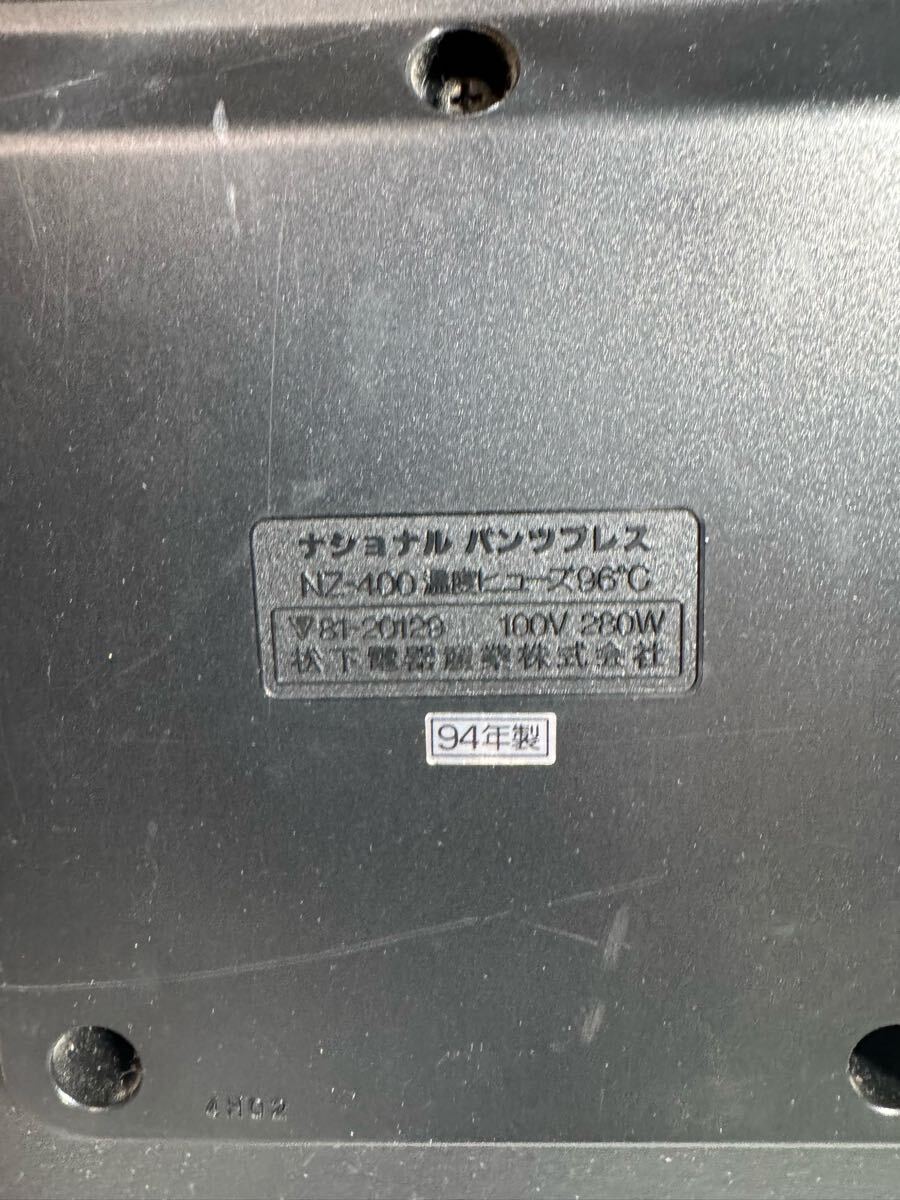 ナショナル パンツプレス
NZ-400 温度ヒューズ96℃
▽81-20129 100V 280W
松下電器産業株式会社
94年製
4H02